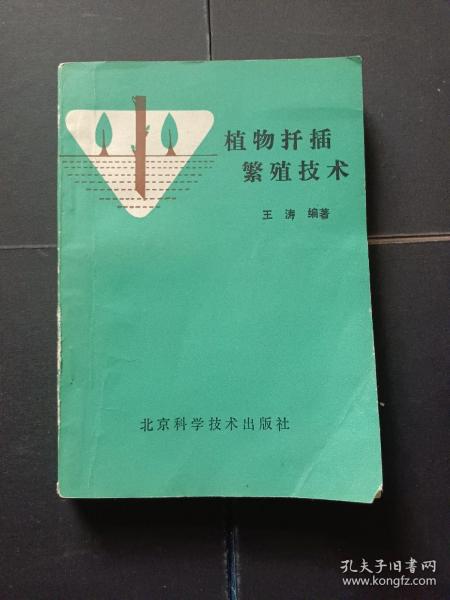 植物扦插
繁殖技术
王涛 编著
北京科学技术出版社
孔夫子旧书网
www.kongfz.com